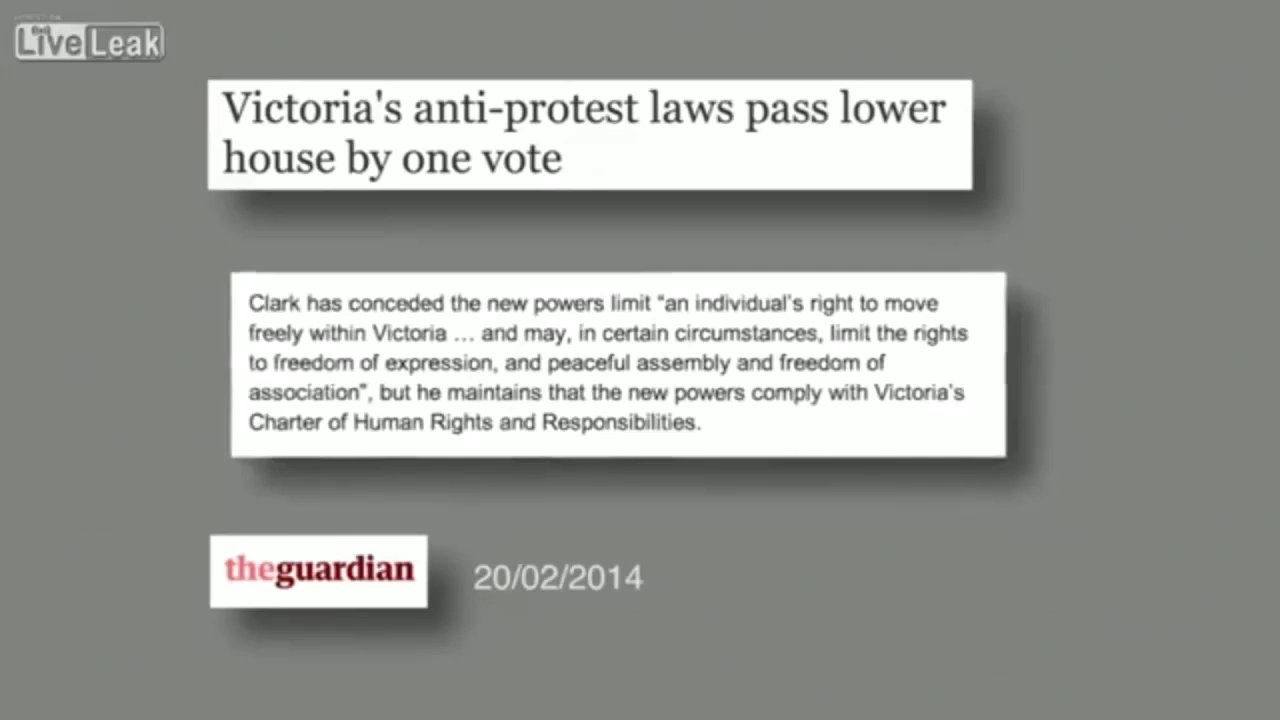 LiveLeak
Victoria's anti-protest laws pass lower
house by one vote
Clark has conceded the new powers limit “an individual’s right to move
freely within Victoria … and may, in certain circumstances, limit the rights
to freedom of expression, and peaceful assembly and freedom of
association”, but he maintains that the new powers comply with Victoria’s
Charter of Human Rights and Responsibilities.
theguardian
20/02/2014